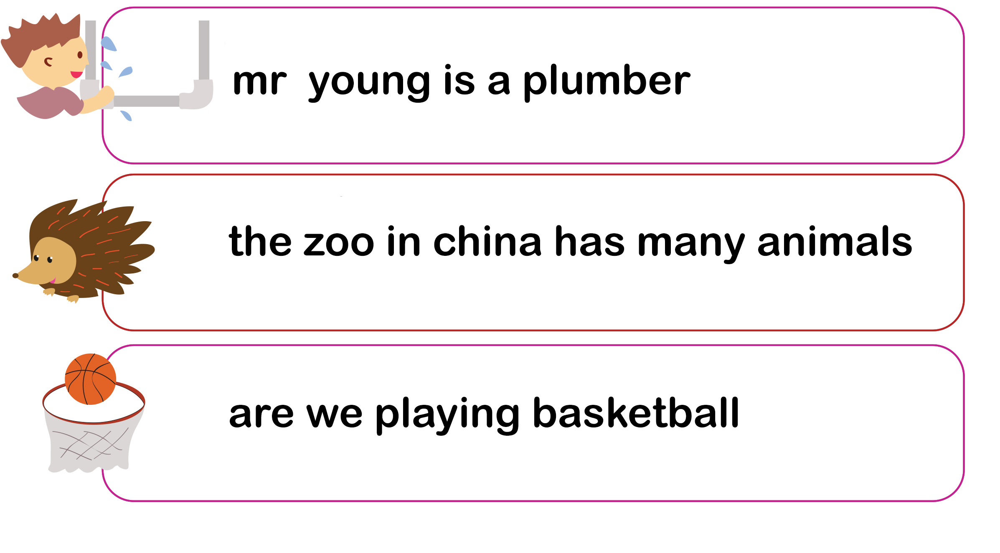 mr young is a plumber
the zoo in china has many animals
are we playing basketball